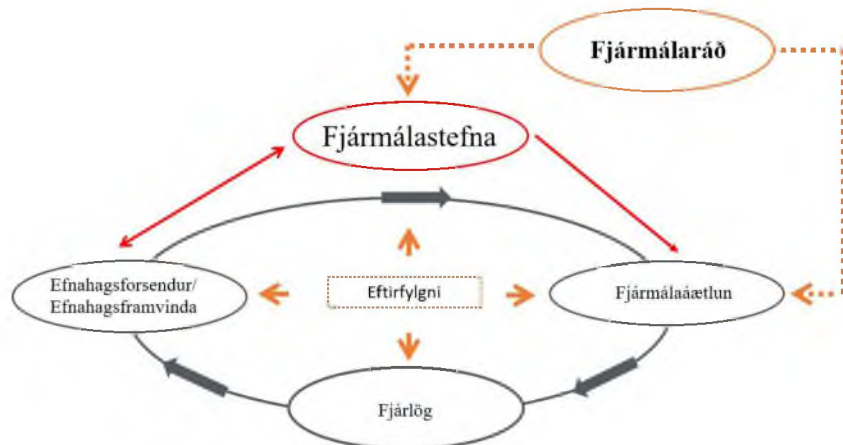 Fjármálaráð
Fjármálastefna
Efnahagsforsendur/
Efnahagsframvinda
Eftirfylgni
Fjármálaáætlun
Fjárlög